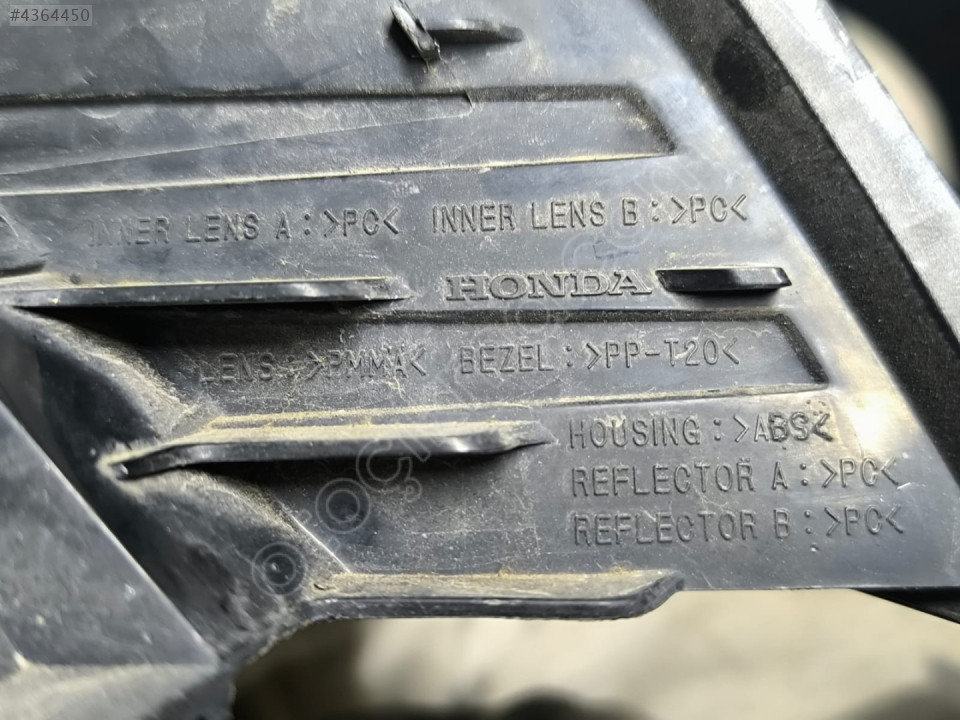 #4364450
INNER LENS A:>PC< INNER LENS B:>PC<
HONDA
LENS:>PMMA< BEZEL:>PP-T20<
HOUSING:>ABS<
REFLECTOR A:>PC<
REFLECTOR B:>PC<